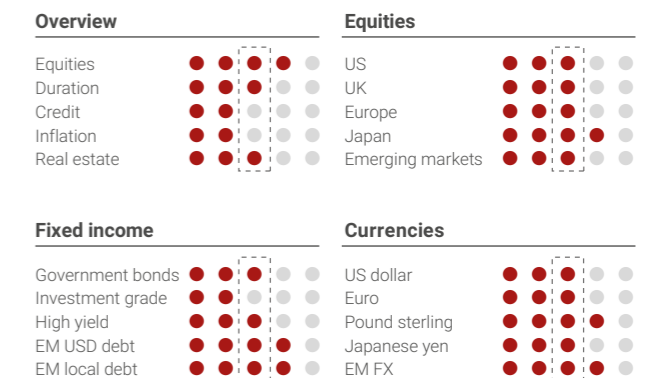 Overview
Equities
Duration
Credit
Inflation
Real estate
Equities
US
UK
Europe
Japan
Emerging markets
Fixed income
Government bonds
Investment grade
High yield
EM USD debt
EM local debt
Currencies
US dollar
Euro
Pound sterling
Japanese yen
EM FX